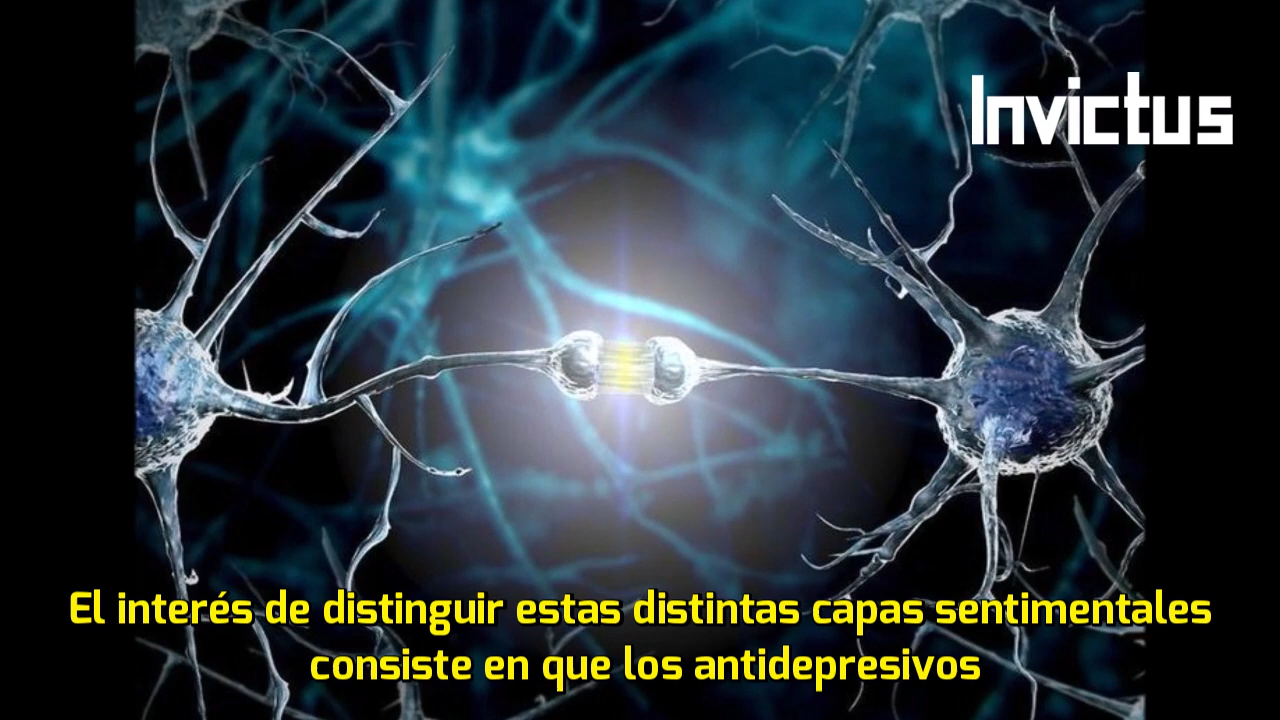 Invictus
El interés de distinguir estas distintas capas sentimentales
consiste en que los antidepresivos